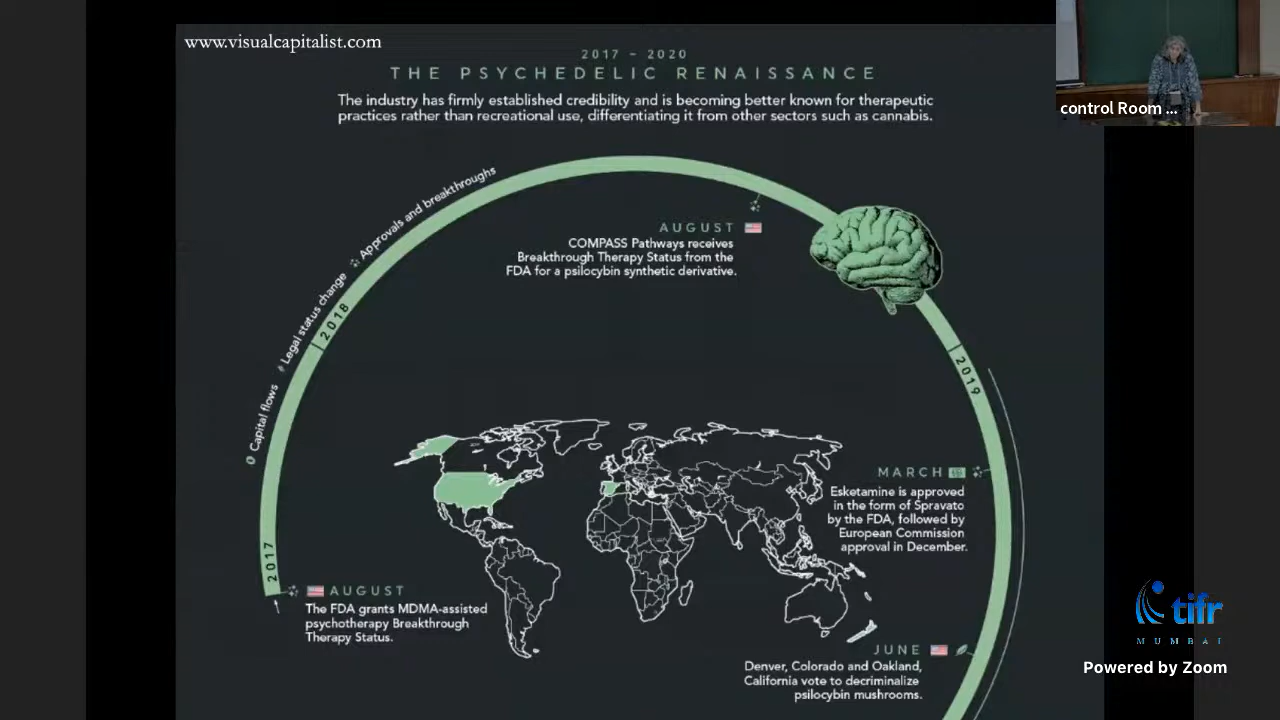 www.visualcapitalist.com
2017 – 2020
THE PSYCHEDELIC RENAISSANCE
The industry has firmly established credibility and is becoming better known for therapeutic
practices rather than recreational use, differentiating it from other sectors such as cannabis.
control Room ...
Capital flows
Legal status change
Approvals and breakthroughs
2018
AUGUST
COMPASS Pathways receives
Breakthrough Therapy Status from the
FDA for a psilocybin synthetic derivative.
2019
MARCH
Esketamine is approved
in the form of Spravato
by the FDA, followed by
European Commission
approval in December.
2017
AUGUST
The FDA grants MDMA-assisted
psychotherapy Breakthrough
Therapy Status.
JUNE
Denver, Colorado and Oakland,
California vote to decriminalize
psilocybin mushrooms.
tifr
MUMBAI
Powered by Zoom